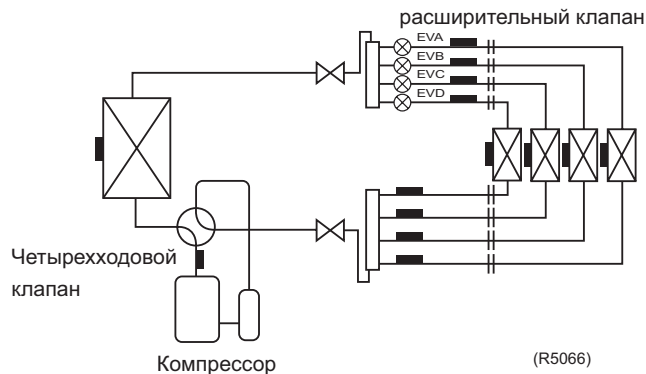 расширительный клапан
EVA
EVB
EVC
EVD
Четырехходовой
клапан
Компрессор
(R5066)